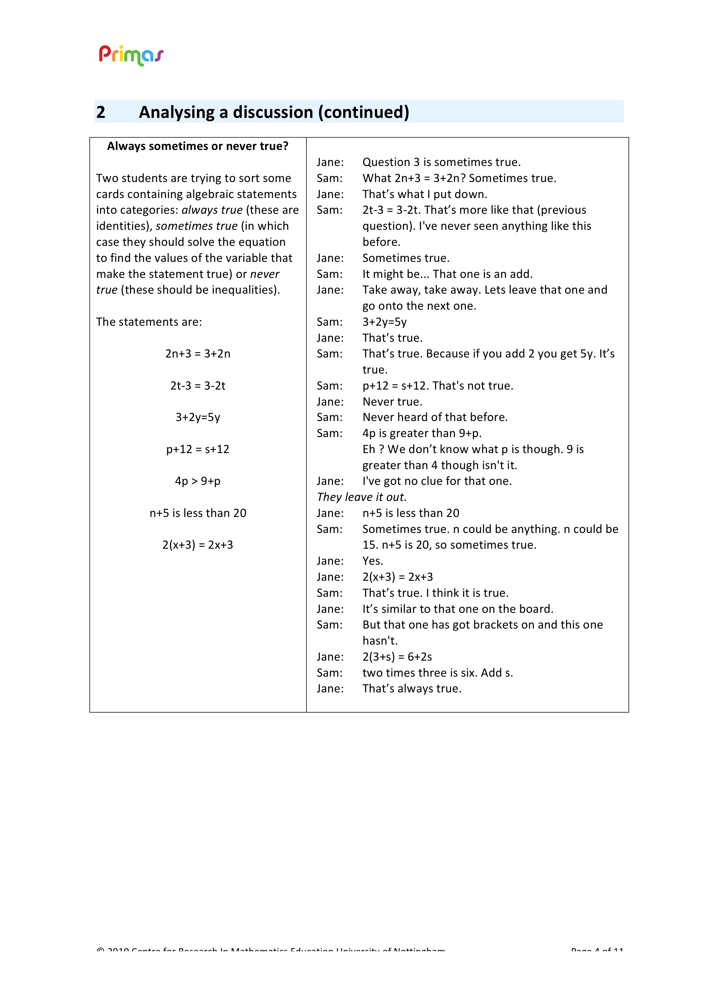 Primas
2 Analysing a discussion (continued)
Always sometimes or never true?
Two students are trying to sort some
cards containing algebraic statements
into categories: always true (these are
identities), sometimes true (in which
case they should solve the equation
to find the values of the variable that
make the statement true) or never
true (these should be inequalities).
The statements are:
2n+3 = 3+2n
2t-3 = 3-2t
3+2y=5y
p+12 = s+12
4p > 9+p
n+5 is less than 20
2(x+3) = 2x+3
Jane: Question 3 is sometimes true.
Sam: What 2n+3 = 3+2n? Sometimes true.
Jane: That’s what I put down.
Sam: 2t-3 = 3-2t. That’s more like that (previous
question). I've never seen anything like this
before.
Jane: Sometimes true.
Sam: It might be... That one is an add.
Jane: Take away, take away. Lets leave that one and
go onto the next one.
Sam: 3+2y=5y
Jane: That’s true.
Sam: That’s true. Because if you add 2 you get 5y. It’s
true.
Sam: p+12 = s+12. That's not true.
Jane: Never true.
Sam: Never heard of that before.
Sam: 4p is greater than 9+p.
Eh ? We don’t know what p is though. 9 is
greater than 4 though isn't it.
Jane: I've got no clue for that one.
They leave it out.
Jane: n+5 is less than 20
Sam: Sometimes true. n could be anything. n could be
15. n+5 is 20, so sometimes true.
Jane: Yes.
Jane: 2(x+3) = 2x+3
Sam: That’s true. I think it is true.
Jane: It’s similar to that one on the board.
Sam: But that one has got brackets on and this one
hasn't.
Jane: 2(3+s) = 6+2s
Sam: two times three is six. Add s.
Jane: That’s always true.
© 2010 Centre for Research In Mathematics Education University of Nottingham Page 4 of 11